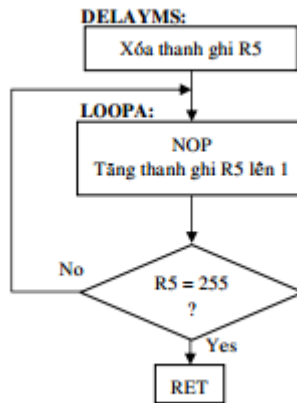 DELAYMS:
Xóa thanh ghi R5
LOOPA:
NOP
Tăng thanh ghi R5 lên 1
No
R5 = 255
?
Yes
RET